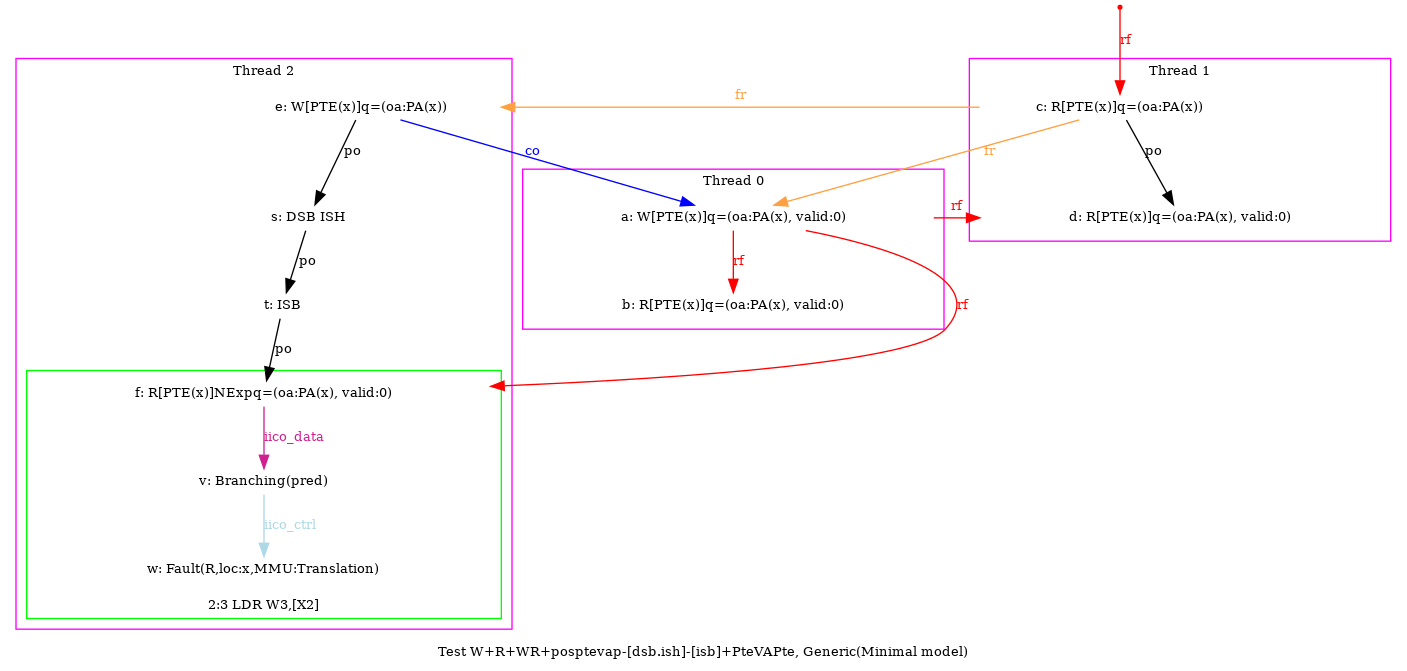 rf
Thread 2
Thread 1
e: W[PTE(x)]q=(oa:PA(x))
fr
c: R[PTE(x)]q=(oa:PA(x))
po
co
fr
po
Thread 0
s: DSB ISH
a: W[PTE(x)]q=(oa:PA(x), valid:0)
rf
d: R[PTE(x)]q=(oa:PA(x), valid:0)
po
rf
t: ISB
b: R[PTE(x)]q=(oa:PA(x), valid:0)
rf
po
f: R[PTE(x)]NExpq=(oa:PA(x), valid:0)
iico_data
v: Branching(pred)
iico_ctrl
w: Fault(R,loc:x,MMU:Translation)
2:3 LDR W3,[X2]
Test W+R+WR+posptevap-[dsb.ish]-[isb]+PteVAPte, Generic(Minimal model)